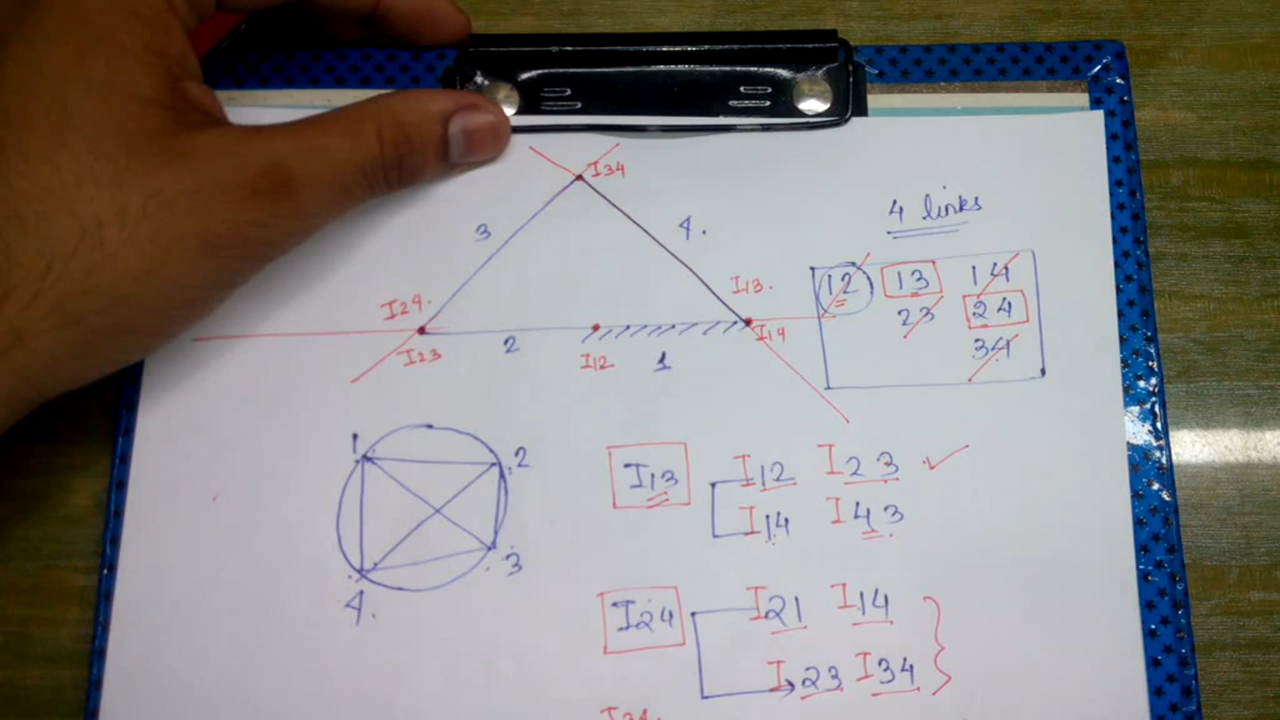 I34
3
4.
4 links
I24.
I13.
12 13 14
23 24
34
I23
2
I12
1
I14
1
2
3
4.
I13
I12 I23 ✓
I14 I43
I24
I21 I14
I23 I34
I34.